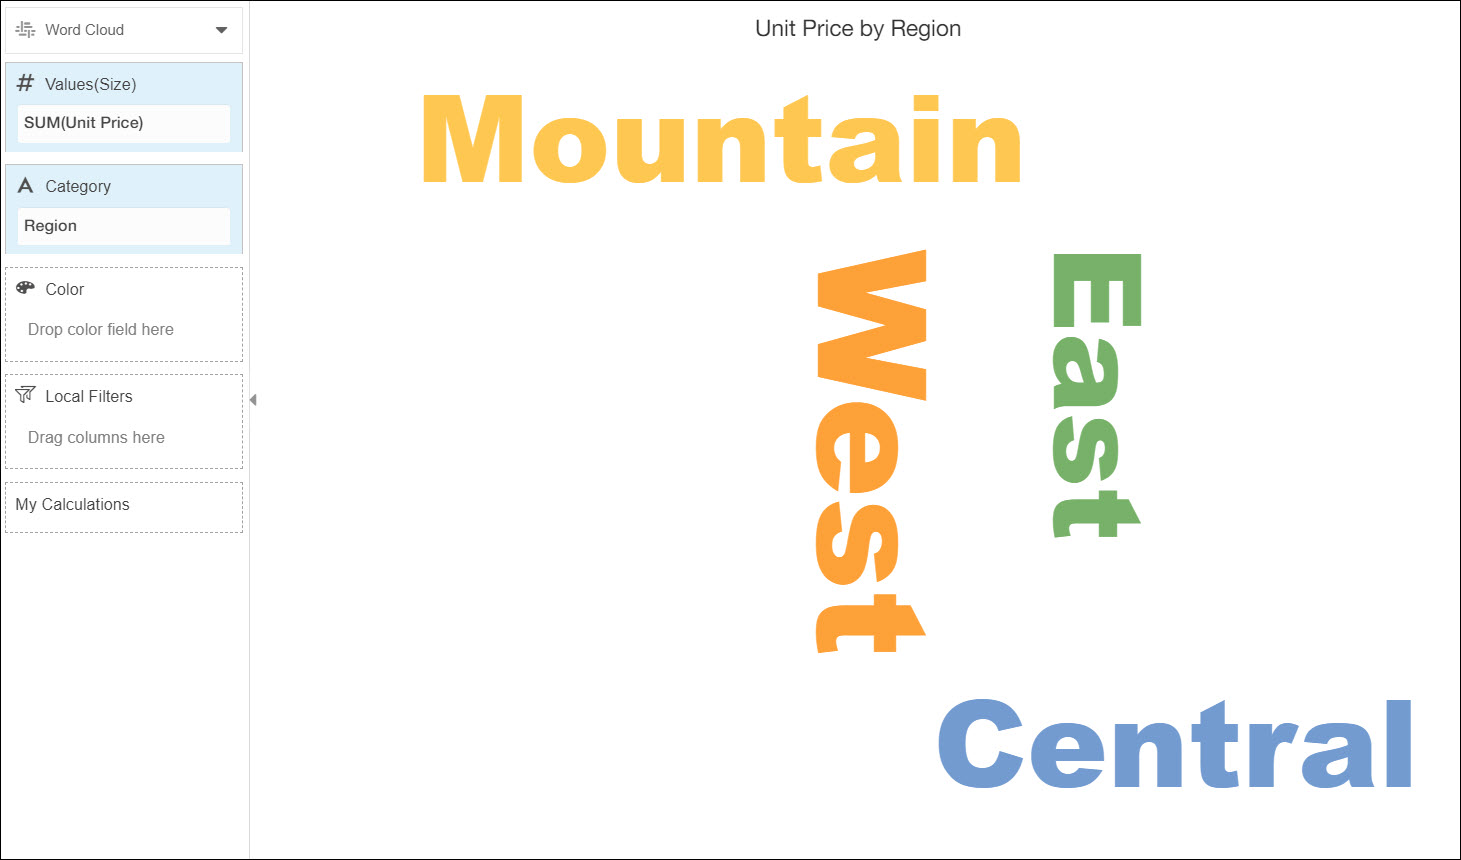 Word Cloud
Values(Size)
SUM(Unit Price)
Category
Region
Color
Drop color field here
Local Filters
Drag columns here
My Calculations
Unit Price by Region
Mountain
West
East
Central